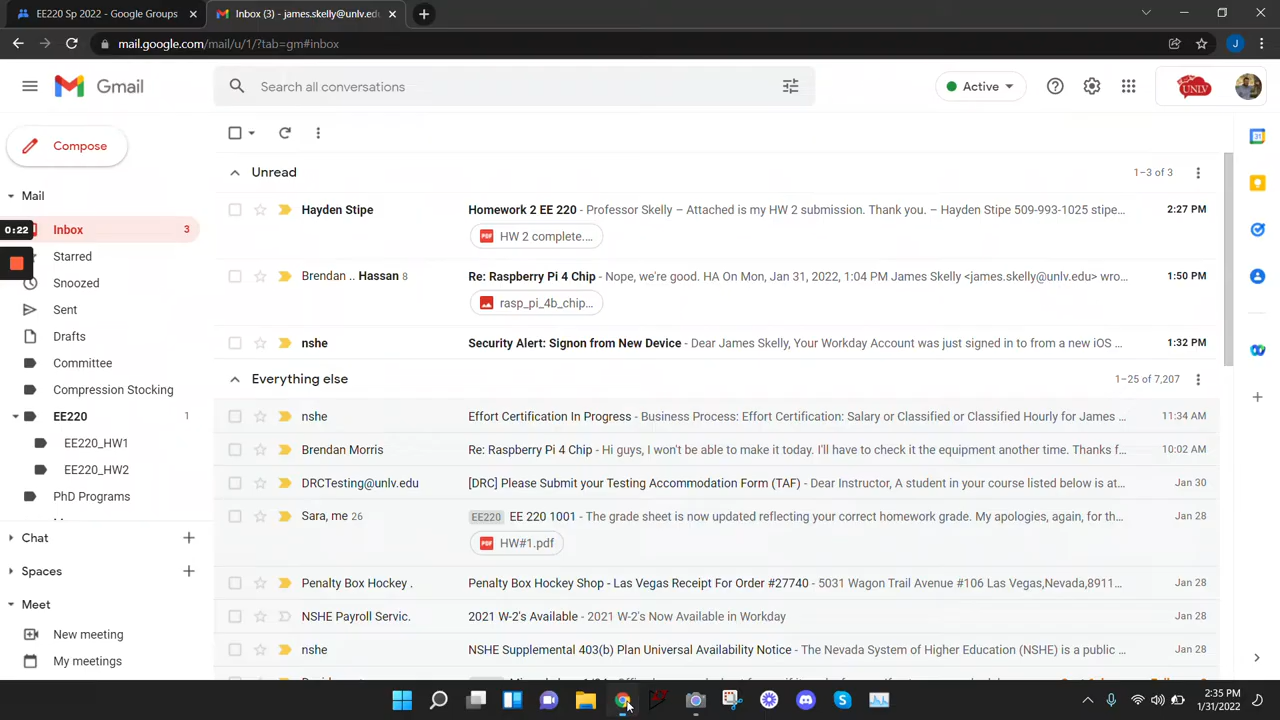 EE220 Sp 2022 - Google Groups
Inbox (3) - james.skelly@unlv.edu
mail.google.com/mail/u/1/?tab=gm#inbox
J
Gmail
Search all conversations
Active
UNLV
Compose
Mail
Unread
1–3 of 3
0:22
Inbox 3
Starred
Snoozed
Sent
Drafts
Committee
Compression Stocking
EE220 1
EE220_HW1
EE220_HW2
PhD Programs
Chat
Spaces
Meet
New meeting
My meetings
Hayden Stipe Homework 2 EE 220 - Professor Skelly – Attached is my HW 2 submission. Thank you. – Hayden Stipe 509-993-1025 stipe… 2:27 PM
PDF HW 2 complete....
Brendan .. Hassan 8 Re: Raspberry Pi 4 Chip - Nope, we're good. HA On Mon, Jan 31, 2022, 1:04 PM James Skelly <james.skelly@unlv.edu> wro… 1:50 PM
rasp_pi_4b_chip…
nshe Security Alert: Signon from New Device - Dear James Skelly, Your Workday Account was just signed in to from a new iOS … 1:32 PM
Everything else
1–25 of 7,207
nshe Effort Certification In Progress - Business Process: Effort Certification: Salary or Classified or Classified Hourly for James … 11:34 AM
Brendan Morris Re: Raspberry Pi 4 Chip - Hi guys, I won't be able to make it today. I'll have to check it the equipment another time. Thanks f… 10:02 AM
DRCTesting@unlv.edu [DRC] Please Submit your Testing Accommodation Form (TAF) - Dear Instructor, A student in your course listed below is at… Jan 30
Sara, me 26 EE220 EE 220 1001 - The grade sheet is now updated reflecting your correct homework grade. My apologies, again, for th… Jan 28
PDF HW#1.pdf
Penalty Box Hockey . Penalty Box Hockey Shop - Las Vegas Receipt For Order #27740 - 5031 Wagon Trail Avenue #106 Las Vegas,Nevada,8911… Jan 28
NSHE Payroll Servic. 2021 W-2's Available - 2021 W-2's Now Available in Workday Jan 28
nshe NSHE Supplemental 403(b) Plan Universal Availability Notice - The Nevada System of Higher Education (NSHE) is a public … Jan 28
2:35 PM
1/31/2022